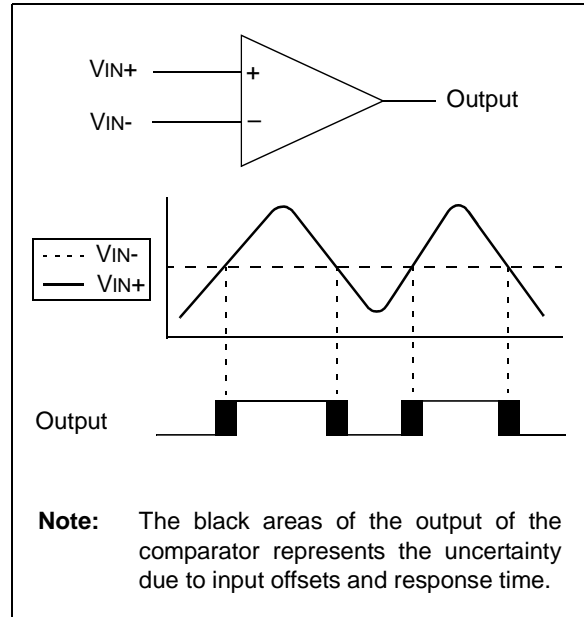 VIN+
+
Output
VIN-
–
VIN-
VIN+
Output
Note: The black areas of the output of the
comparator represents the uncertainty
due to input offsets and response time.